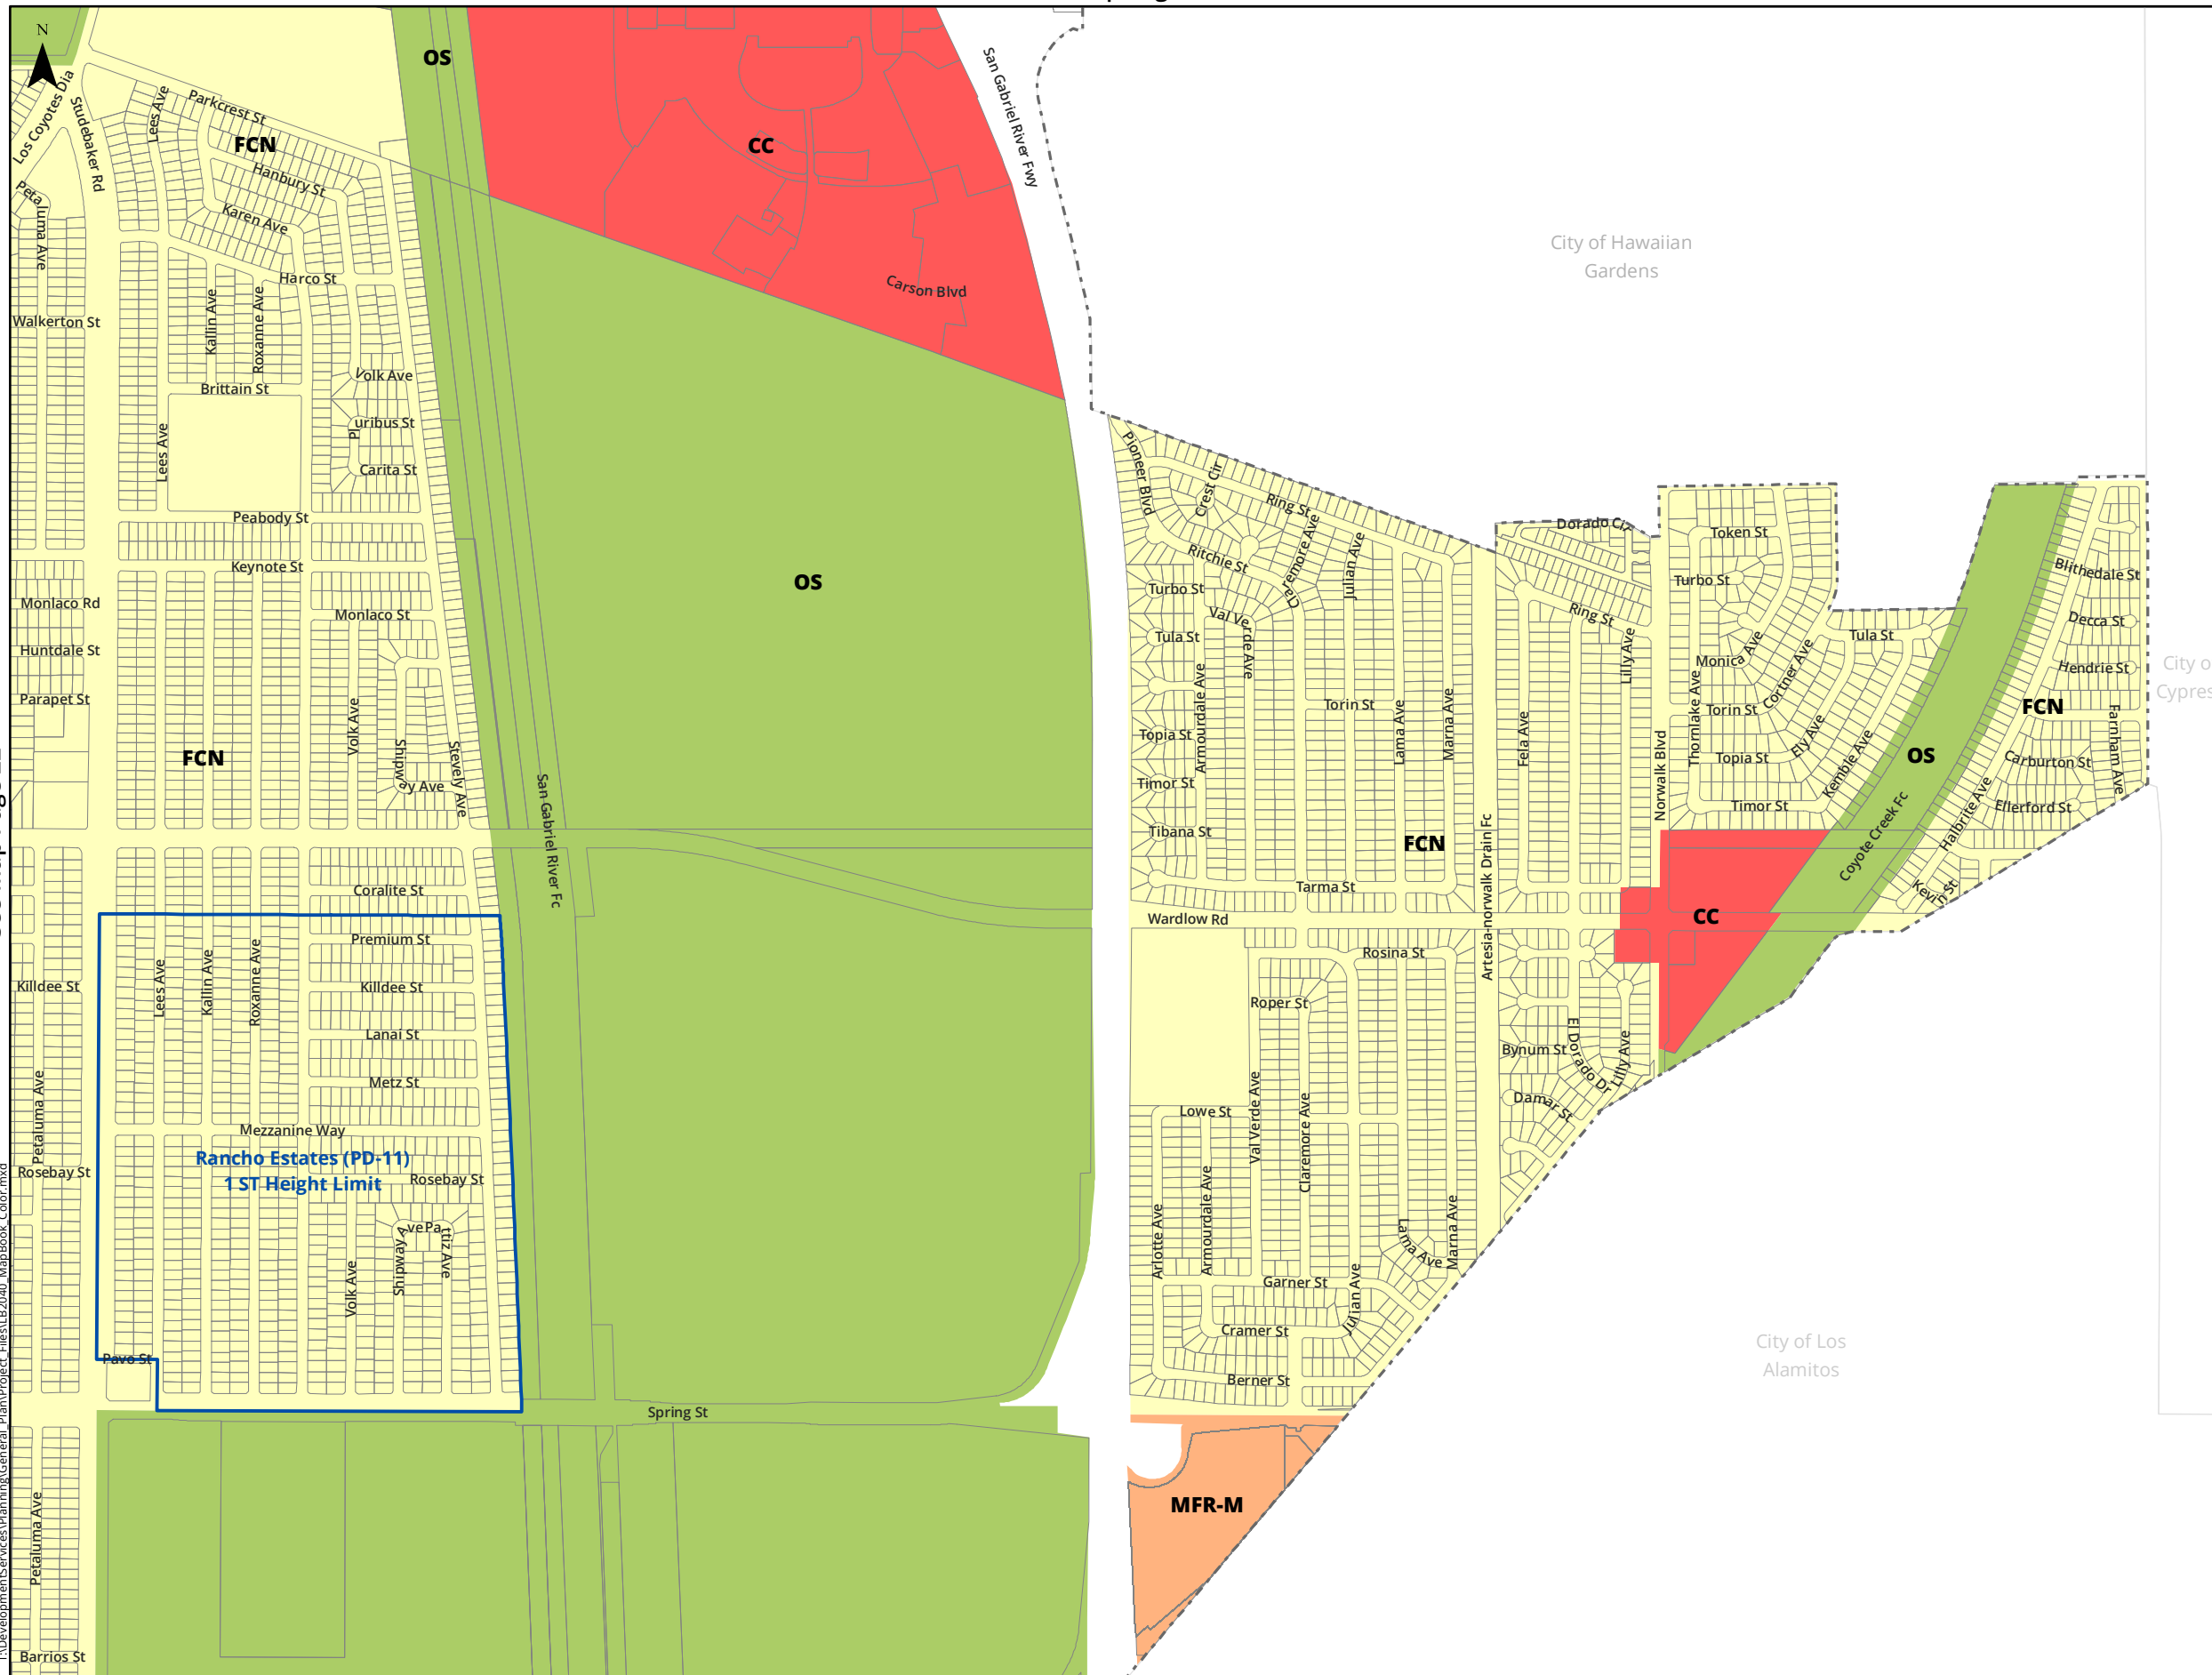 N
OS
CC
FCN
San Gabriel River Fwy
Los Coyotes Dia
Studebaker Rd
Lees Ave
Parkcrest St
Hanbury St
Karen Ave
Petaluma Ave
Harco St
Walkerton St
Kallin Ave
Roxanne Ave
Brittain St
Volk Ave
Pluribus St
Carita St
Lees Ave
Peabody St
Keynote St
Monlaco Rd
Monlaco St
Huntdale St
Parapet St
FCN
Volk Ave
Shipway Ave
Stevely Ave
San Gabriel River Fc
Carson Blvd
OS
City of Hawaiian
Gardens
Pioneer Blvd
Crest Cir
Ring St
Claremore Ave
Julian Ave
Ritchie St
Turbo St
Val Verde Ave
Tula St
Armourdale Ave
Torin St
Lama Ave
Marna Ave
Topia St
Timor St
Tibana St
FCN
Tarma St
Wardlow Rd
Artesia-norwalk Drain Fc
Fela Ave
Dorado Cir
Ring St
Lilly Ave
Norwalk Blvd
Thornlake Ave
Token St
Turbo St
Monica Ave
Cortner Ave
Tula St
Torin St
Topia St
Ely Ave
Kemble Ave
Timor St
OS
Coyote Creek Fc
FCN
Blithedale St
Decca St
Hendrie St
Farnham Ave
Carburton St
Ellerford St
Halbrite Ave
Kevin St
CC
Coralite St
Premium St
Killdee St
Killdee St
Lees Ave
Kallin Ave
Roxanne Ave
Lanai St
Metz St
Mezzanine Way
Petaluma Ave
Rosebay St
Rancho Estates (PD-11)
1 ST Height Limit
Rosebay St
Volk Ave
Shipway Ave
Pattiz Ave
Pavo St
Spring St
Petaluma Ave
Barrios St
Rosina St
Roper St
Bynum St
El Dorado Dr
Lilly Ave
Damar St
Lowe St
Val Verde Ave
Claremore Ave
Arlotte Ave
Armourdale Ave
Lama Ave
Marna Ave
Garner St
Julian Ave
Cramer St
Berner St
MFR-M
City of Los
Alamitos